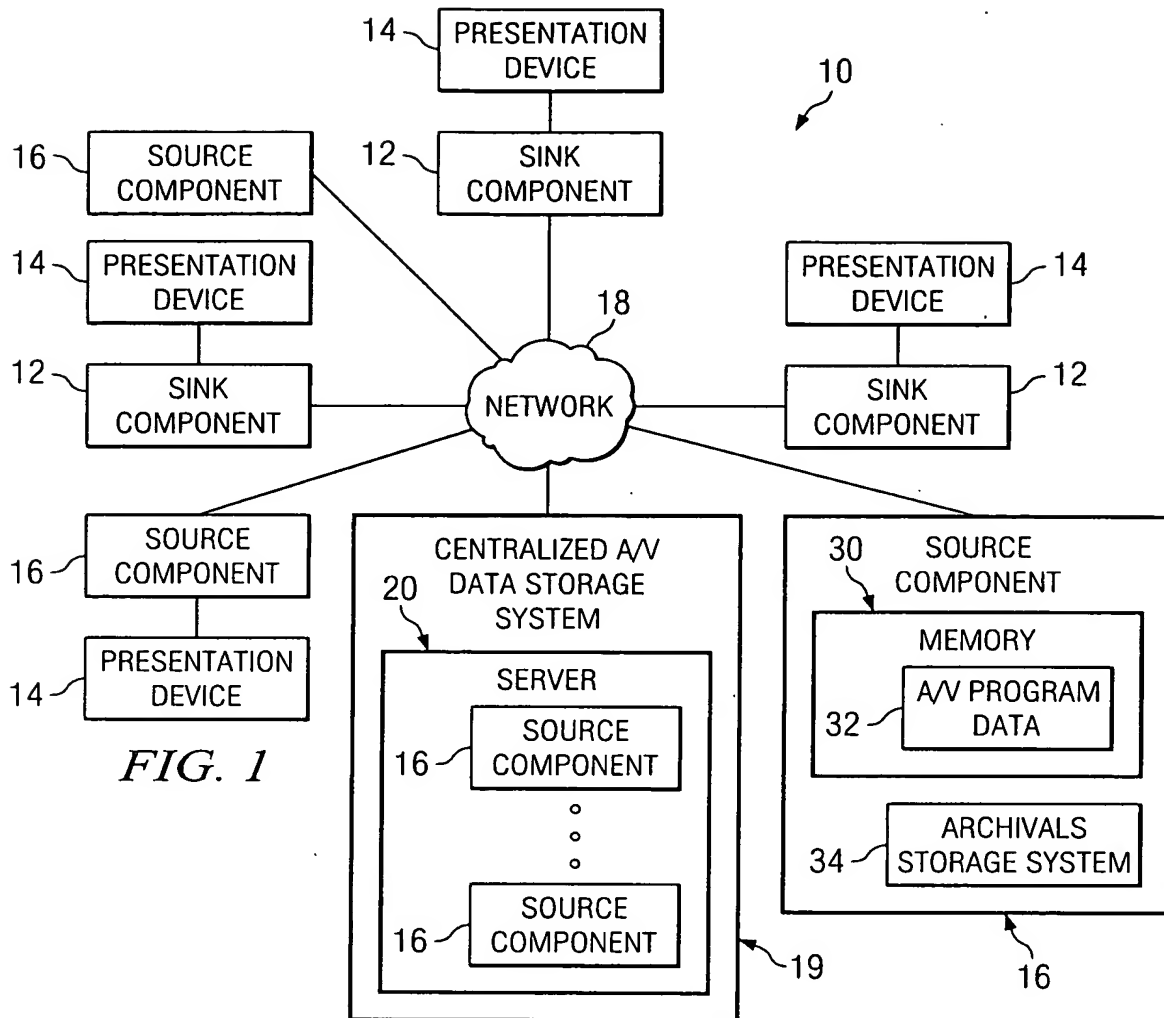 14
PRESENTATION
DEVICE
10
16
SOURCE
COMPONENT
12
SINK
COMPONENT
14
PRESENTATION
DEVICE
PRESENTATION
DEVICE
14
18
12
SINK
COMPONENT
NETWORK
SINK
COMPONENT
12
16
SOURCE
COMPONENT
14
PRESENTATION
DEVICE
FIG. 1
CENTRALIZED A/V
DATA STORAGE
SYSTEM
20
SERVER
16
SOURCE
COMPONENT
16
SOURCE
COMPONENT
19
SOURCE
COMPONENT
30
MEMORY
32
A/V PROGRAM
DATA
34
ARCHIVALS
STORAGE SYSTEM
16